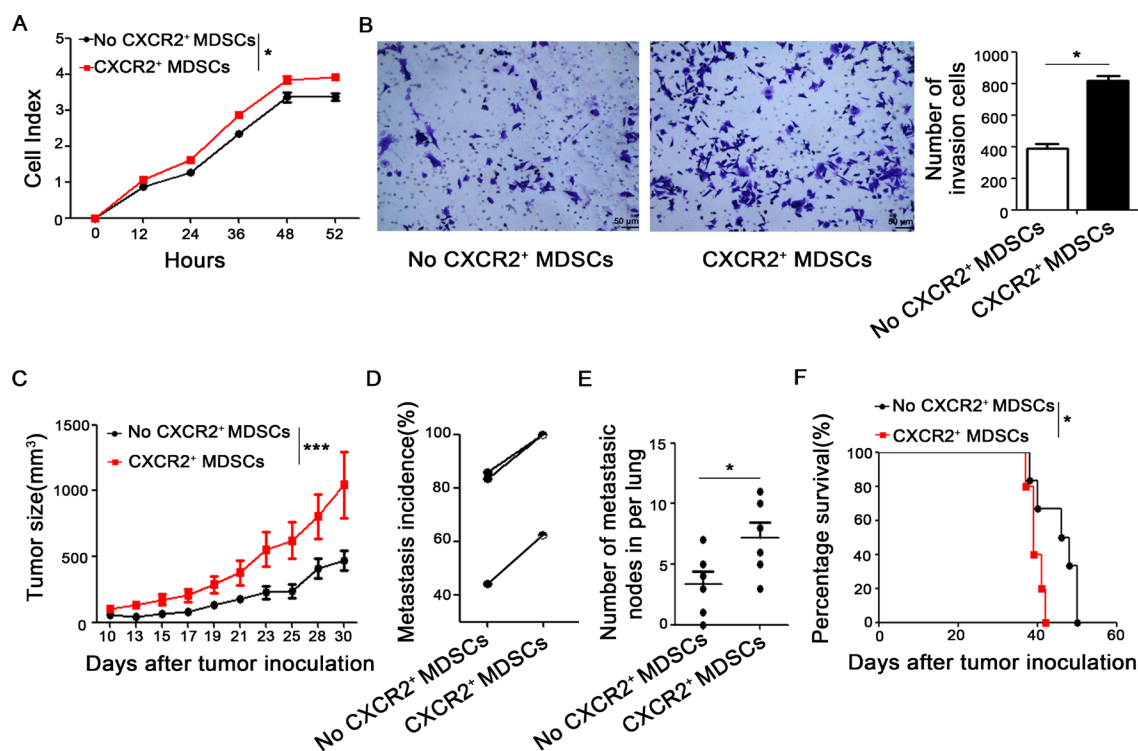 A
No CXCR2⁺ MDSCs
CXCR2⁺ MDSCs
*
5
4
3
2
1
0
Cell Index
0 12 24 36 48 52
Hours
B
50 μm
50 μm
No CXCR2⁺ MDSCs
CXCR2⁺ MDSCs
*
1000
800
600
400
200
0
Number of
invasion cells
No CXCR2⁺ MDSCs
CXCR2⁺ MDSCs
C
No CXCR2⁺ MDSCs
CXCR2⁺ MDSCs
***
1500
1000
500
0
Tumor size(mm³)
10 13 15 17 19 21 23 25 28 30
Days after tumor inoculation
D
100
80
60
40
Metastasis incidence(%)
No CXCR2⁺ MDSCs
CXCR2⁺ MDSCs
E
*
15
10
5
0
Number of metastasic
nodes in per lung
No CXCR2⁺ MDSCs
CXCR2⁺ MDSCs
F
No CXCR2⁺ MDSCs
CXCR2⁺ MDSCs
*
100
80
60
40
20
0
Percentage survival(%)
0 20 40 60
Days after tumor inoculation